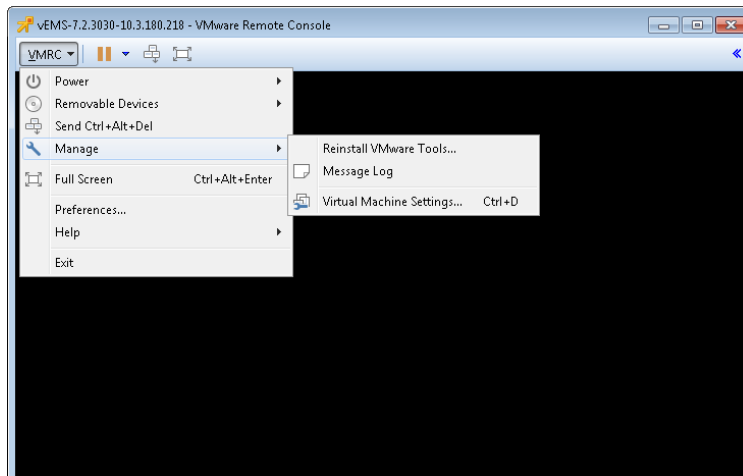 vEMS-7.2.3030-10.3.180.218 - VMware Remote Console
VMRC
Power
Removable Devices
Send Ctrl+Alt+Del
Manage
Full Screen Ctrl+Alt+Enter
Preferences...
Help
Exit
Reinstall VMware Tools...
Message Log
Virtual Machine Settings... Ctrl+D